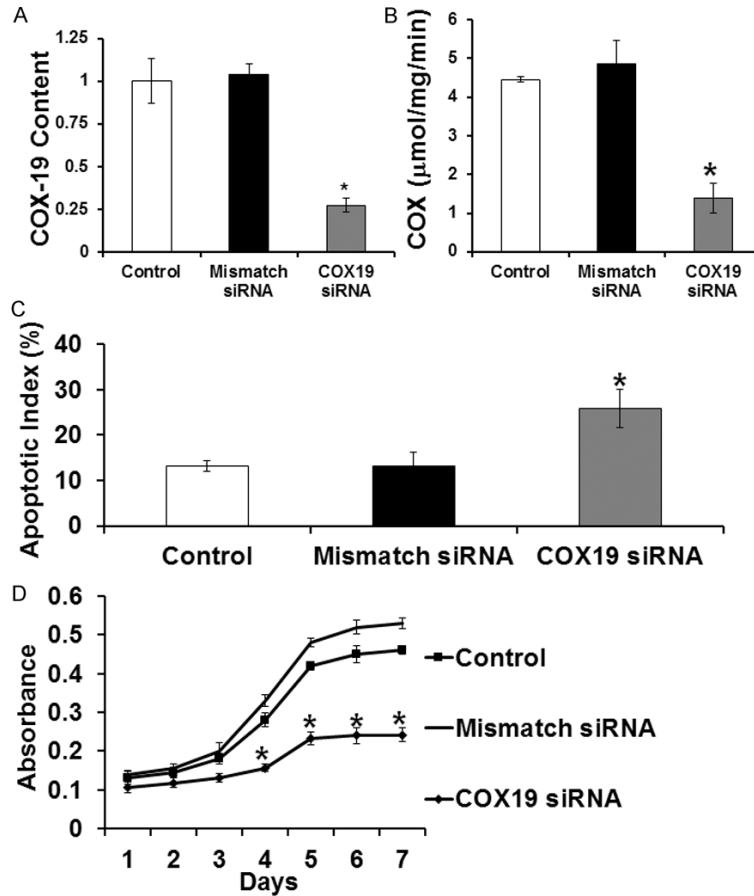 A
COX-19 Content
1.25
1
0.75
0.5
0.25
0
*
Control
Mismatch siRNA
COX19 siRNA
B
COX (μmol/mg/min)
6
5
4
3
2
1
0
*
Control
Mismatch siRNA
COX19 siRNA
C
Apoptotic Index (%)
40
30
20
10
0
*
Control
Mismatch siRNA
COX19 siRNA
D
Absorbance
0.6
0.5
0.4
0.3
0.2
0.1
0
* * * *
1 2 3 4 5 6 7
Days
Control
Mismatch siRNA
COX19 siRNA